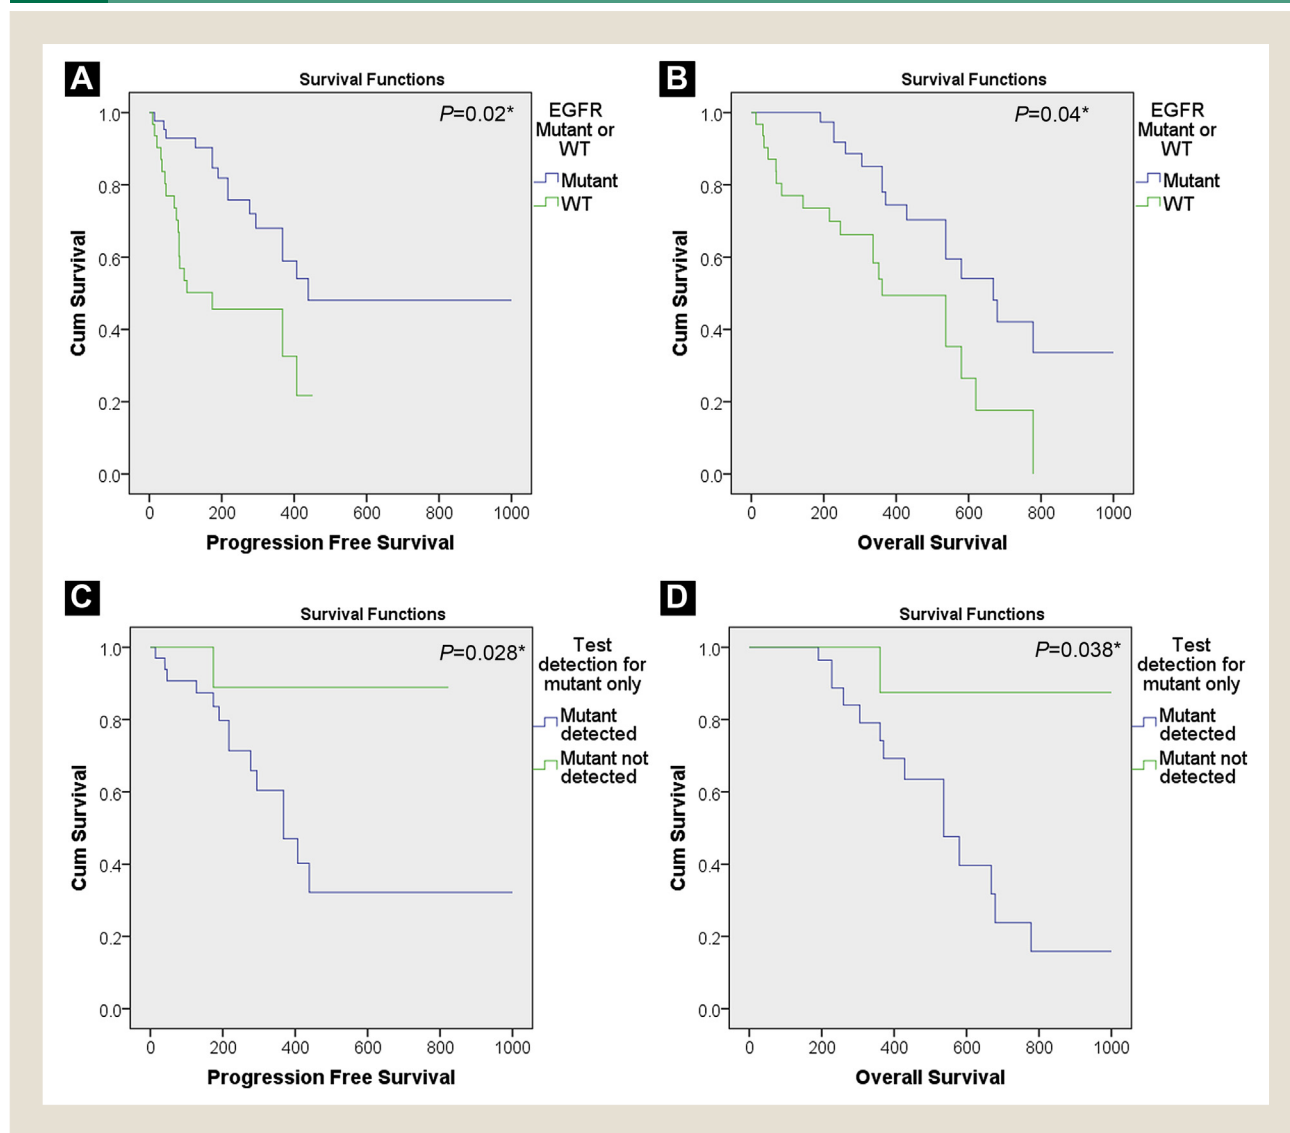 A
Survival Functions
P=0.02*
EGFR
Mutant or
WT
Mutant
WT
Cum Survival
1.0
0.8
0.6
0.4
0.2
0.0
0 200 400 600 800 1000
Progression Free Survival
B
Survival Functions
P=0.04*
EGFR
Mutant or
WT
Mutant
WT
Cum Survival
1.0
0.8
0.6
0.4
0.2
0.0
0 200 400 600 800 1000
Overall Survival
C
Survival Functions
P=0.028*
Test
detection for
mutant only
Mutant
detected
Mutant not
detected
Cum Survival
1.0
0.8
0.6
0.4
0.2
0.0
0 200 400 600 800 1000
Progression Free Survival
D
Survival Functions
P=0.038*
Test
detection for
mutant only
Mutant
detected
Mutant not
detected
Cum Survival
1.0
0.8
0.6
0.4
0.2
0.0
0 200 400 600 800 1000
Overall Survival